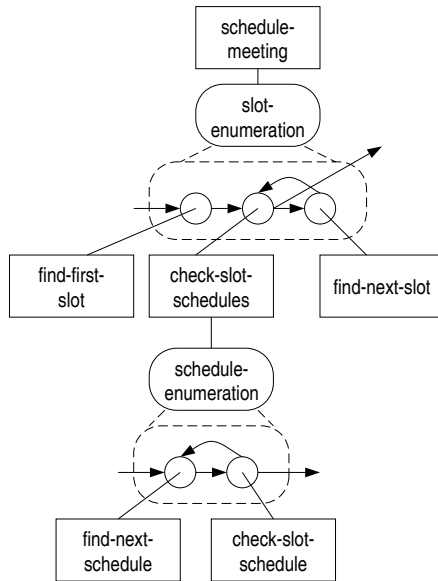 schedule-
meeting
slot-
enumeration
find-first-
slot
check-slot-
schedules
find-next-slot
schedule-
enumeration
find-next-
schedule
check-slot-
schedule